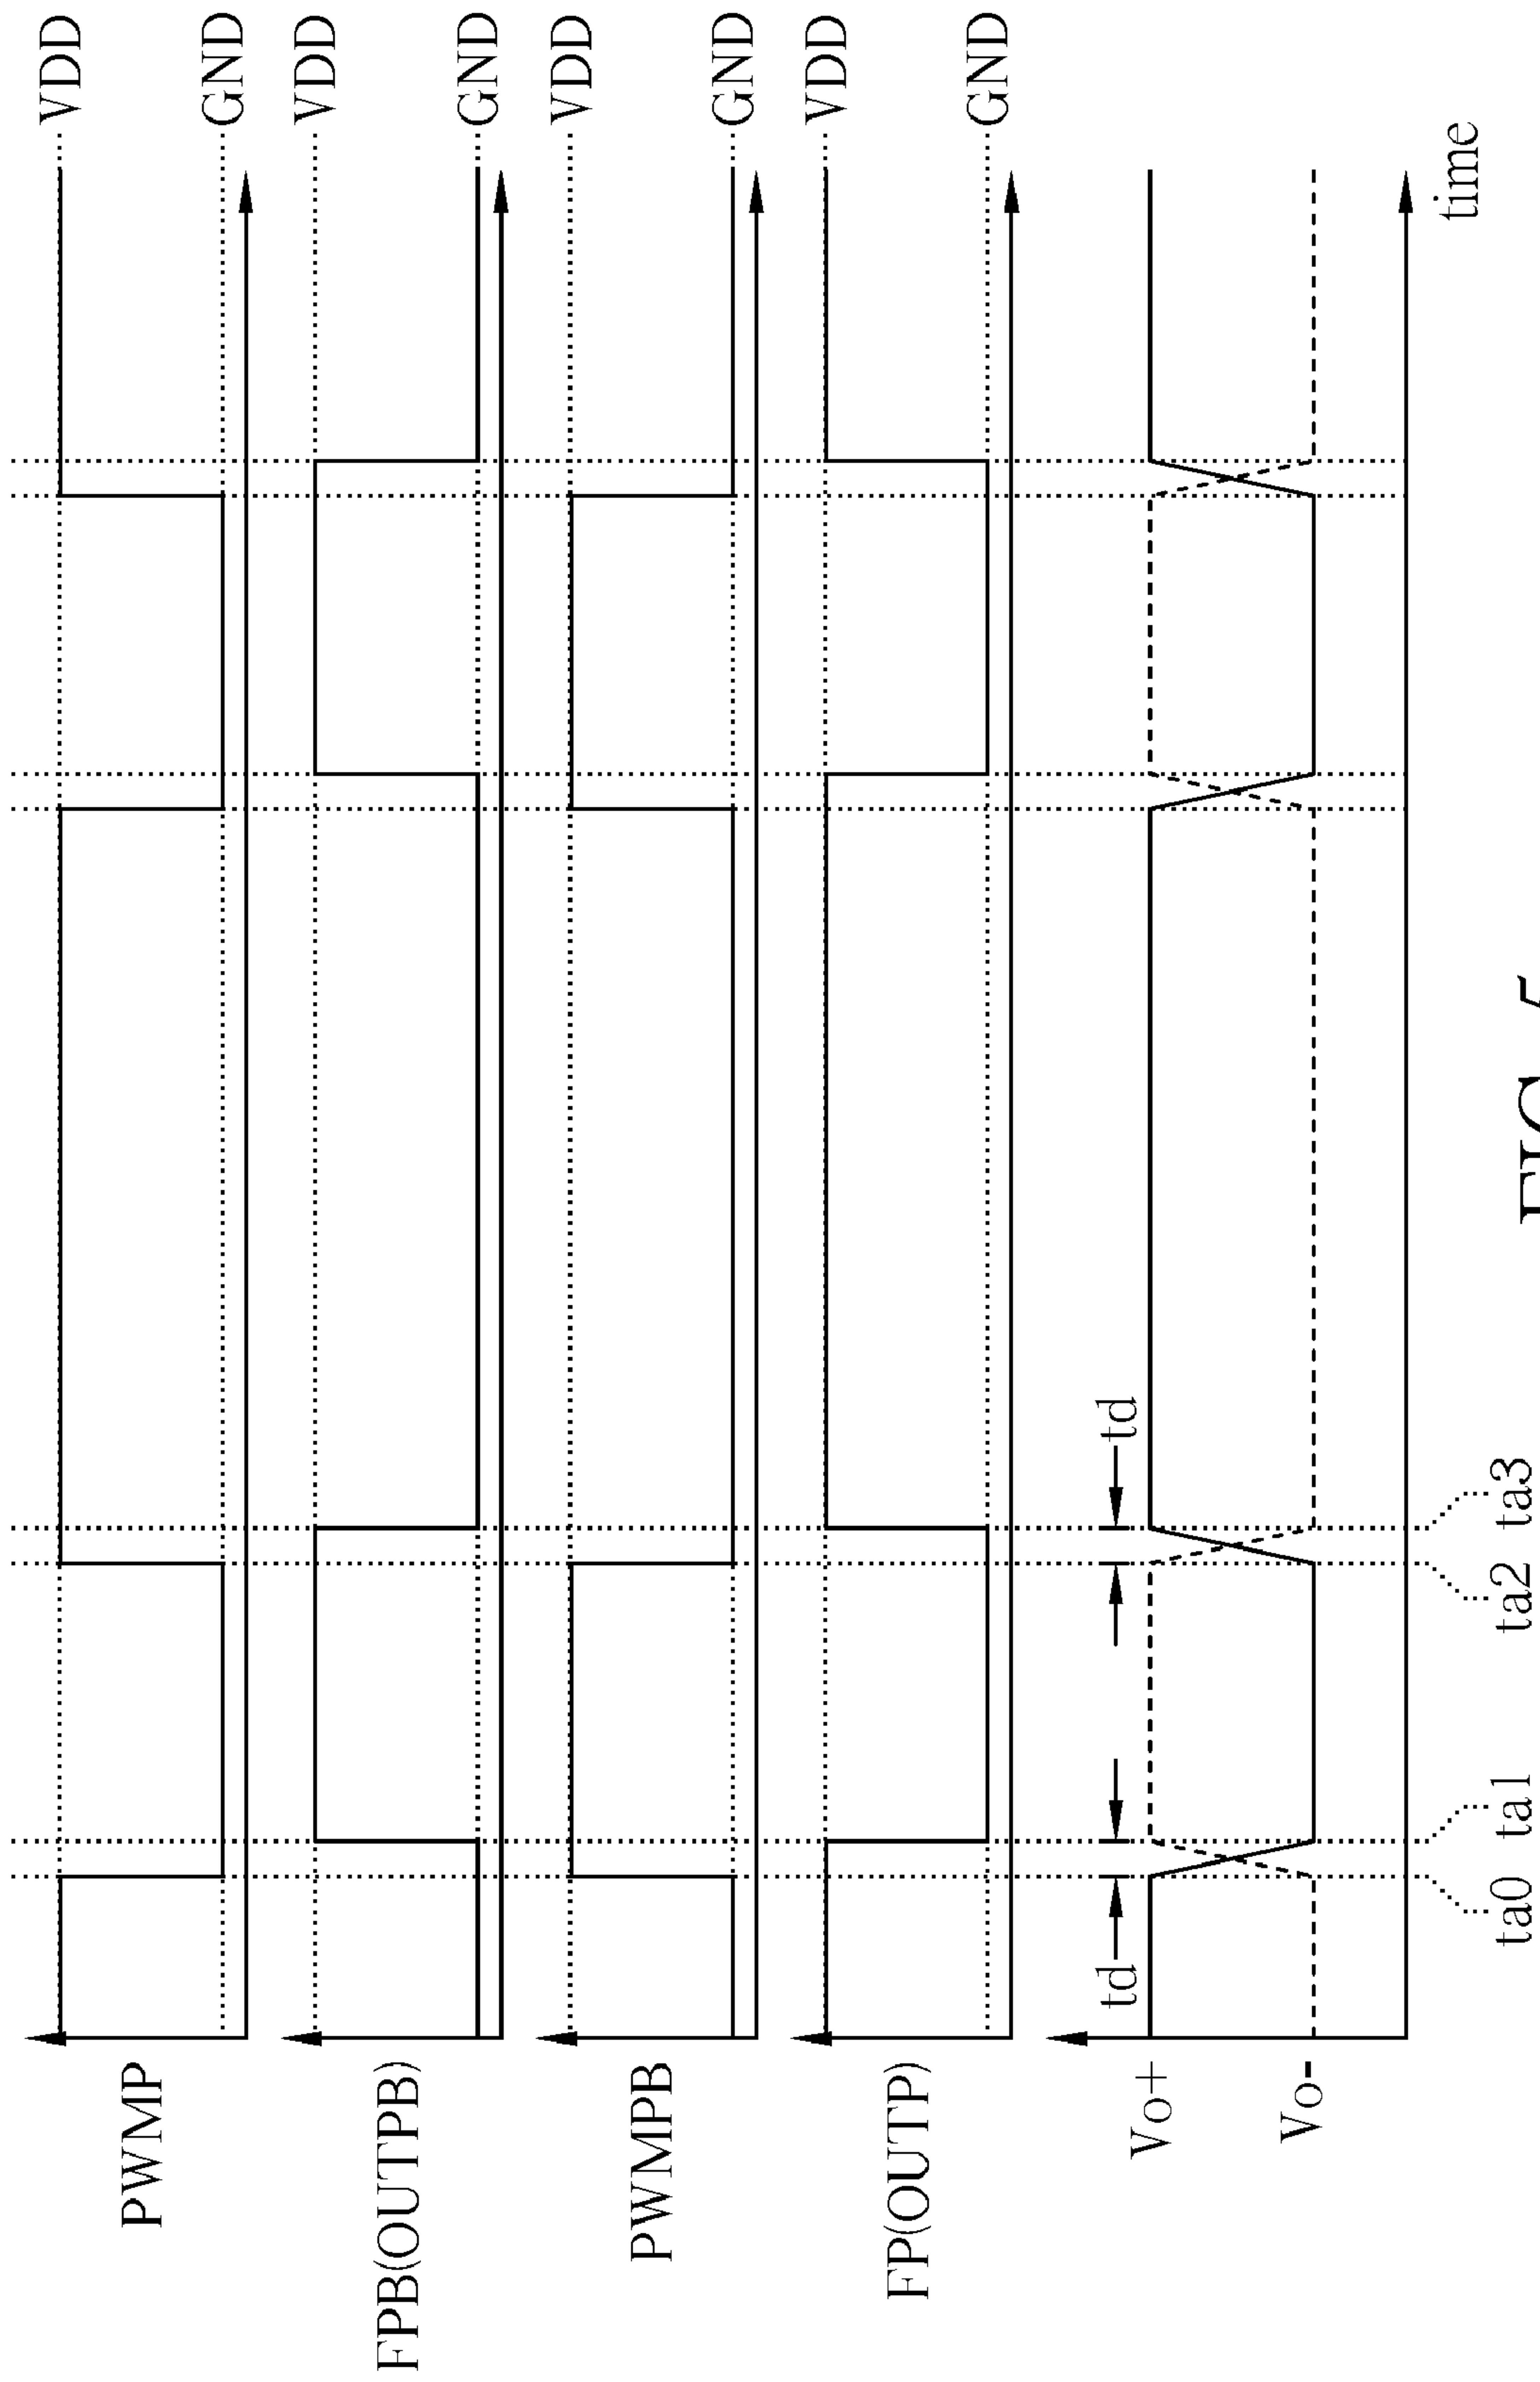 PWMP
VDD
GND
FPB(OUTPB)
VDD
GND
PWMPB
VDD
GND
FP(OUTP)
VDD
GND
td
td
Vo+
Vo-
time
ta0
ta1
ta2
ta3